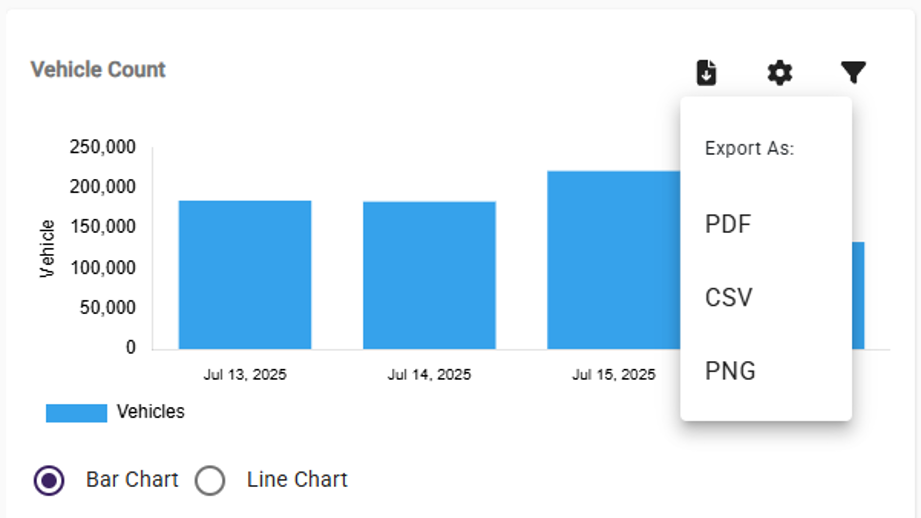 Vehicle Count
Export As:
PDF
CSV
PNG
Vehicle
250,000
200,000
150,000
100,000
50,000
0
Jul 13, 2025
Jul 14, 2025
Jul 15, 2025
Vehicles
Bar Chart
Line Chart